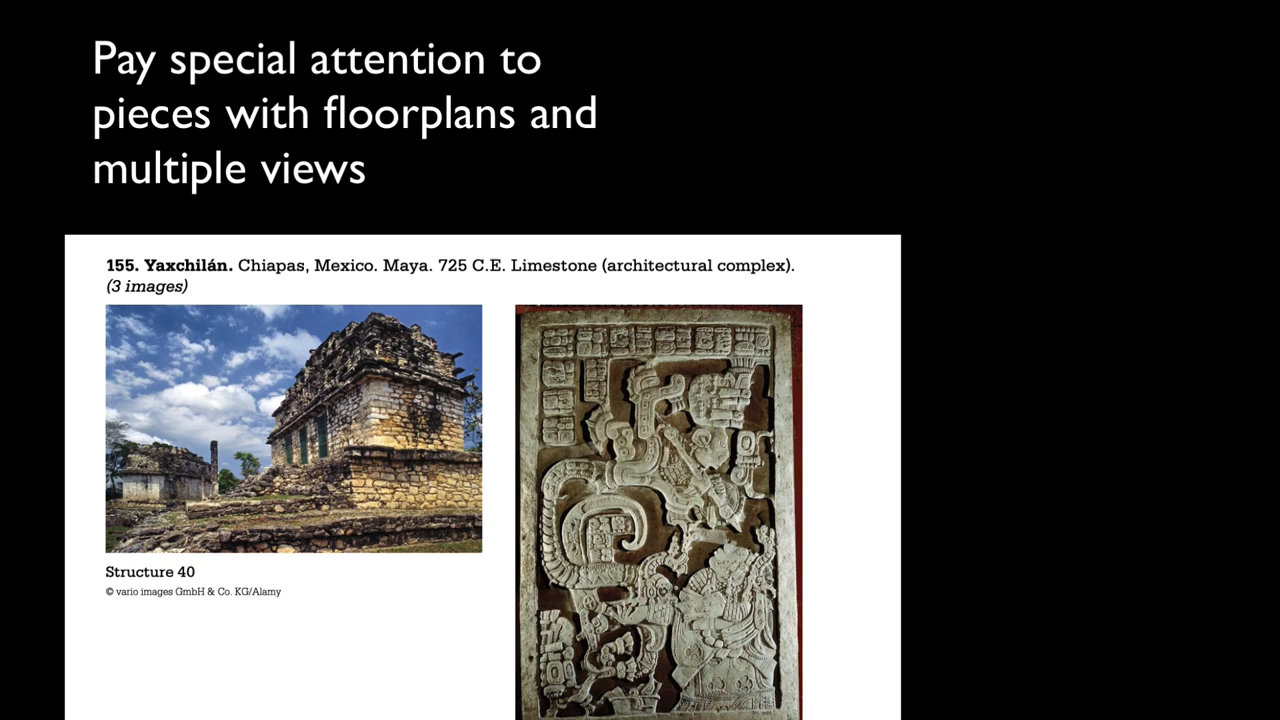 Pay special attention to
pieces with floorplans and
multiple views
155. Yaxchilán. Chiapas, Mexico. Maya. 725 C.E. Limestone (architectural complex).
(3 images)
Structure 40
© vario images GmbH & Co. KG/Alamy